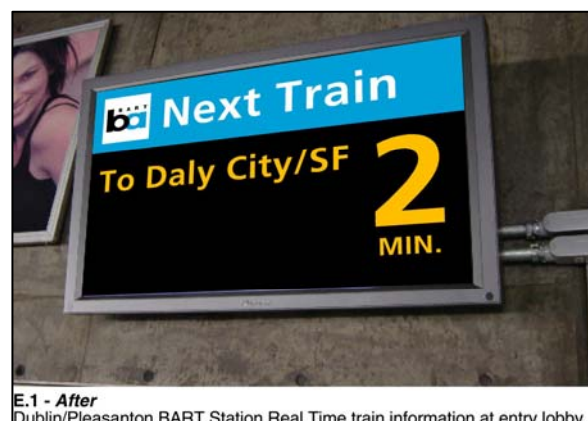 BART
ba Next Train
To Daly City/SF
2
MIN.
E.1 - After
Dublin/Pleasanton BART Station Real Time train information at entry lobby